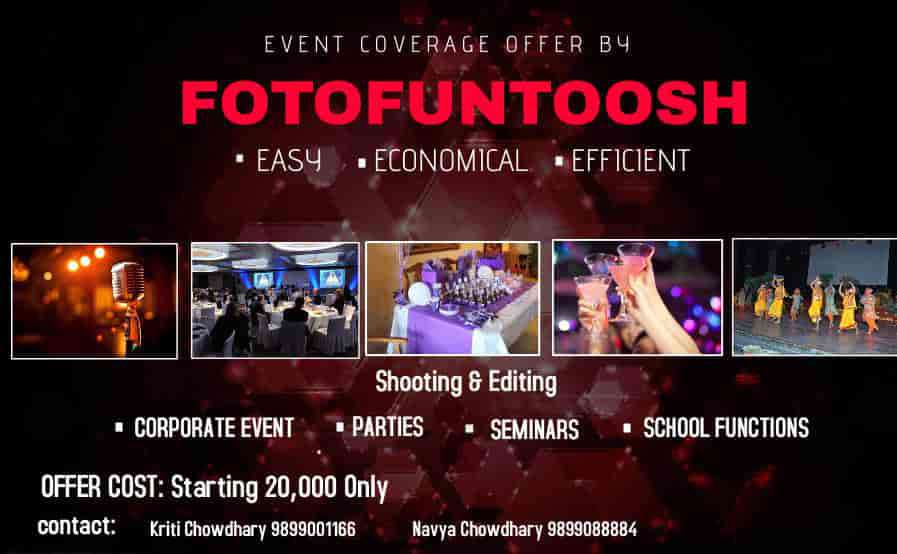 EVENT COVERAGE OFFER BY
FOTOFUNTOOSH
▪ EASY ▪ ECONOMICAL ▪ EFFICIENT
Shooting & Editing
▪ CORPORATE EVENT ▪ PARTIES ▪ SEMINARS ▪ SCHOOL FUNCTIONS
OFFER COST: Starting 20,000 Only
contact: Kriti Chowdhary 9899001166 Navya Chowdhary 9899088884